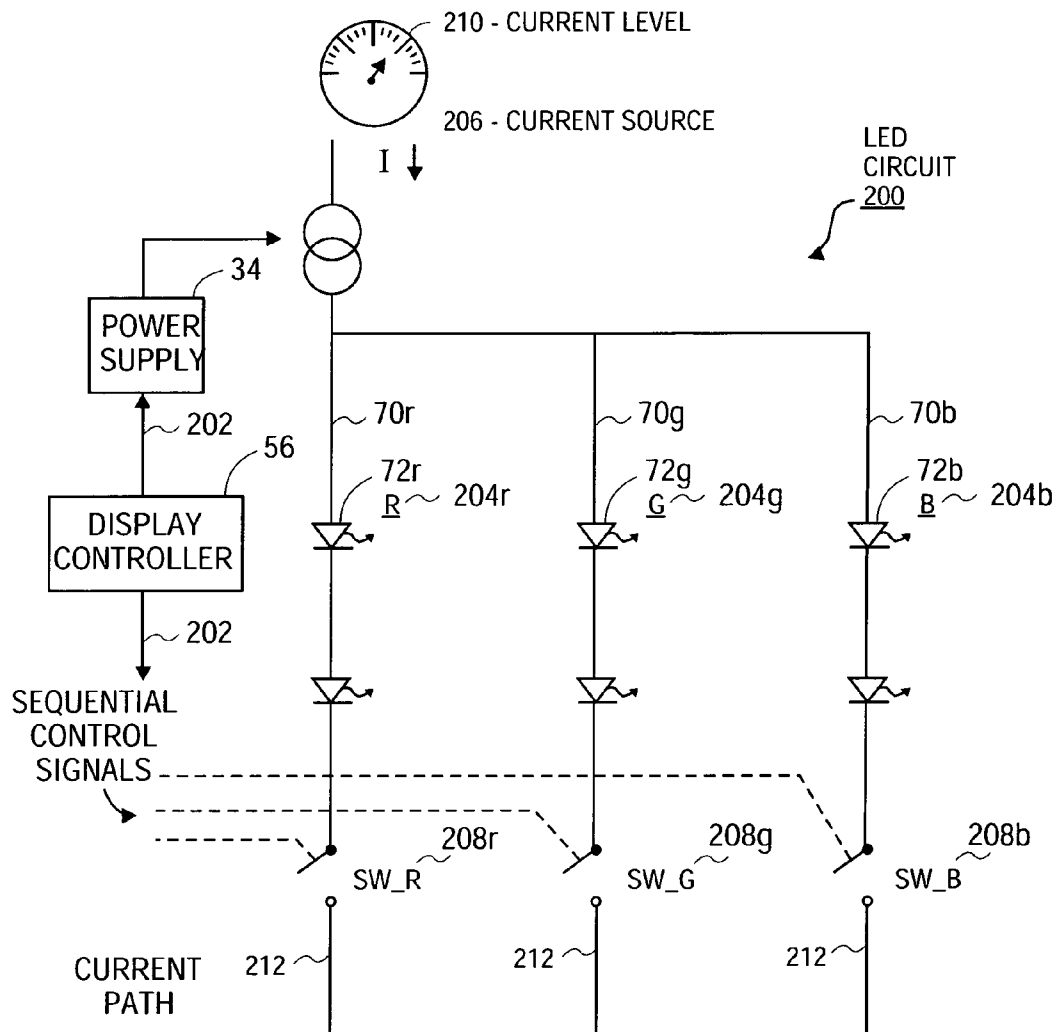 210 - CURRENT LEVEL
206 - CURRENT SOURCE
I
LED
CIRCUIT
200
34
POWER
SUPPLY
202
56
DISPLAY
CONTROLLER
202
70r
70g
70b
72r
R
204r
72g
G
204g
72b
B
204b
SEQUENTIAL
CONTROL
SIGNALS
208r
SW_R
208g
SW_G
208b
SW_B
CURRENT
PATH
212
212
212